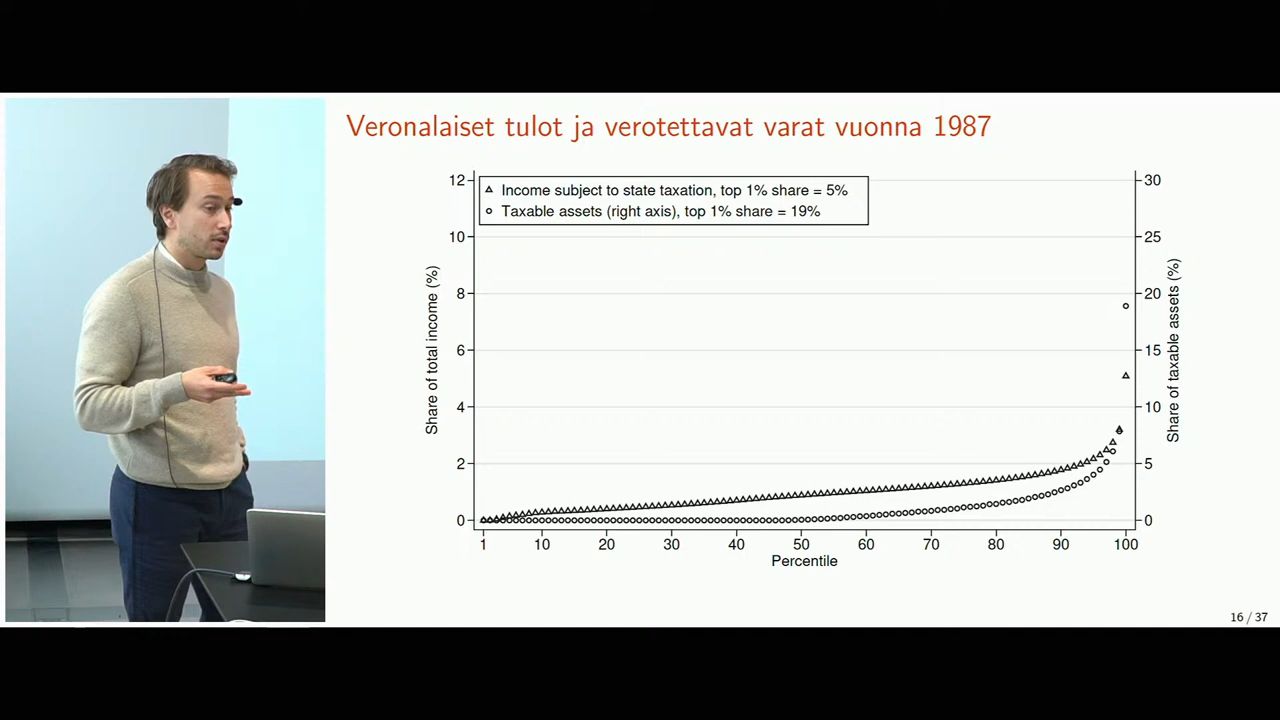 Veronalaiset tulot ja verotettavat varat vuonna 1987
Income subject to state taxation, top 1% share = 5%
Taxable assets (right axis), top 1% share = 19%
12
10
8
6
4
2
0
Share of total income (%)
30
25
20
15
10
5
0
Share of taxable assets (%)
1 10 20 30 40 50 60 70 80 90 100
Percentile
16 / 37